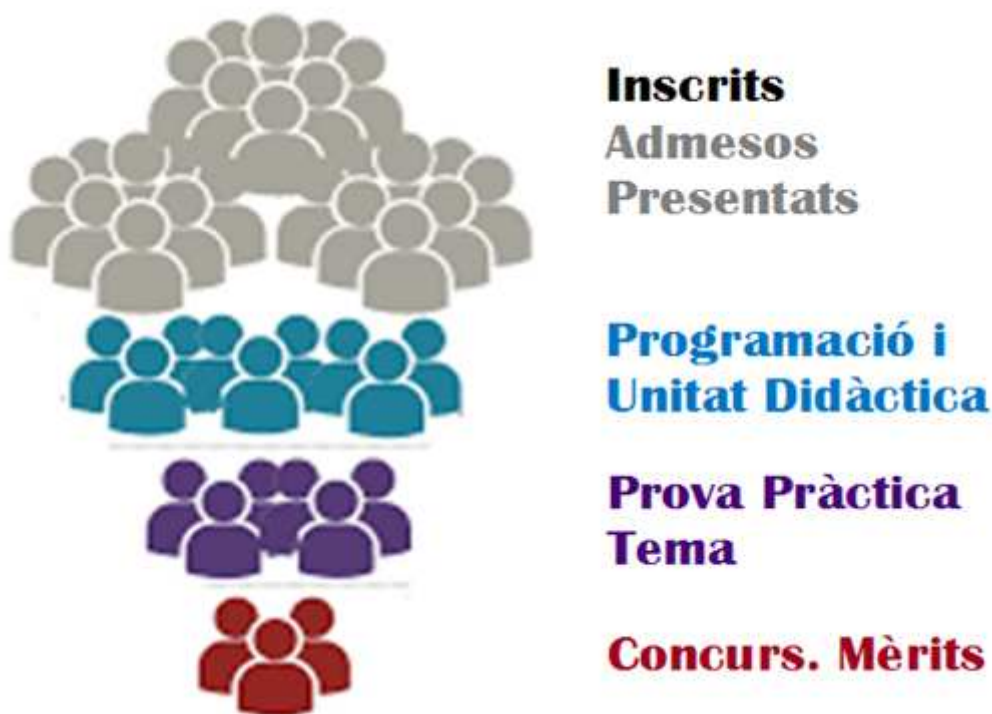 Inscrits
Admesos
Presentats
Programació i
Unitat Didàctica
Prova Pràctica
Tema
Concurs. Mèrits